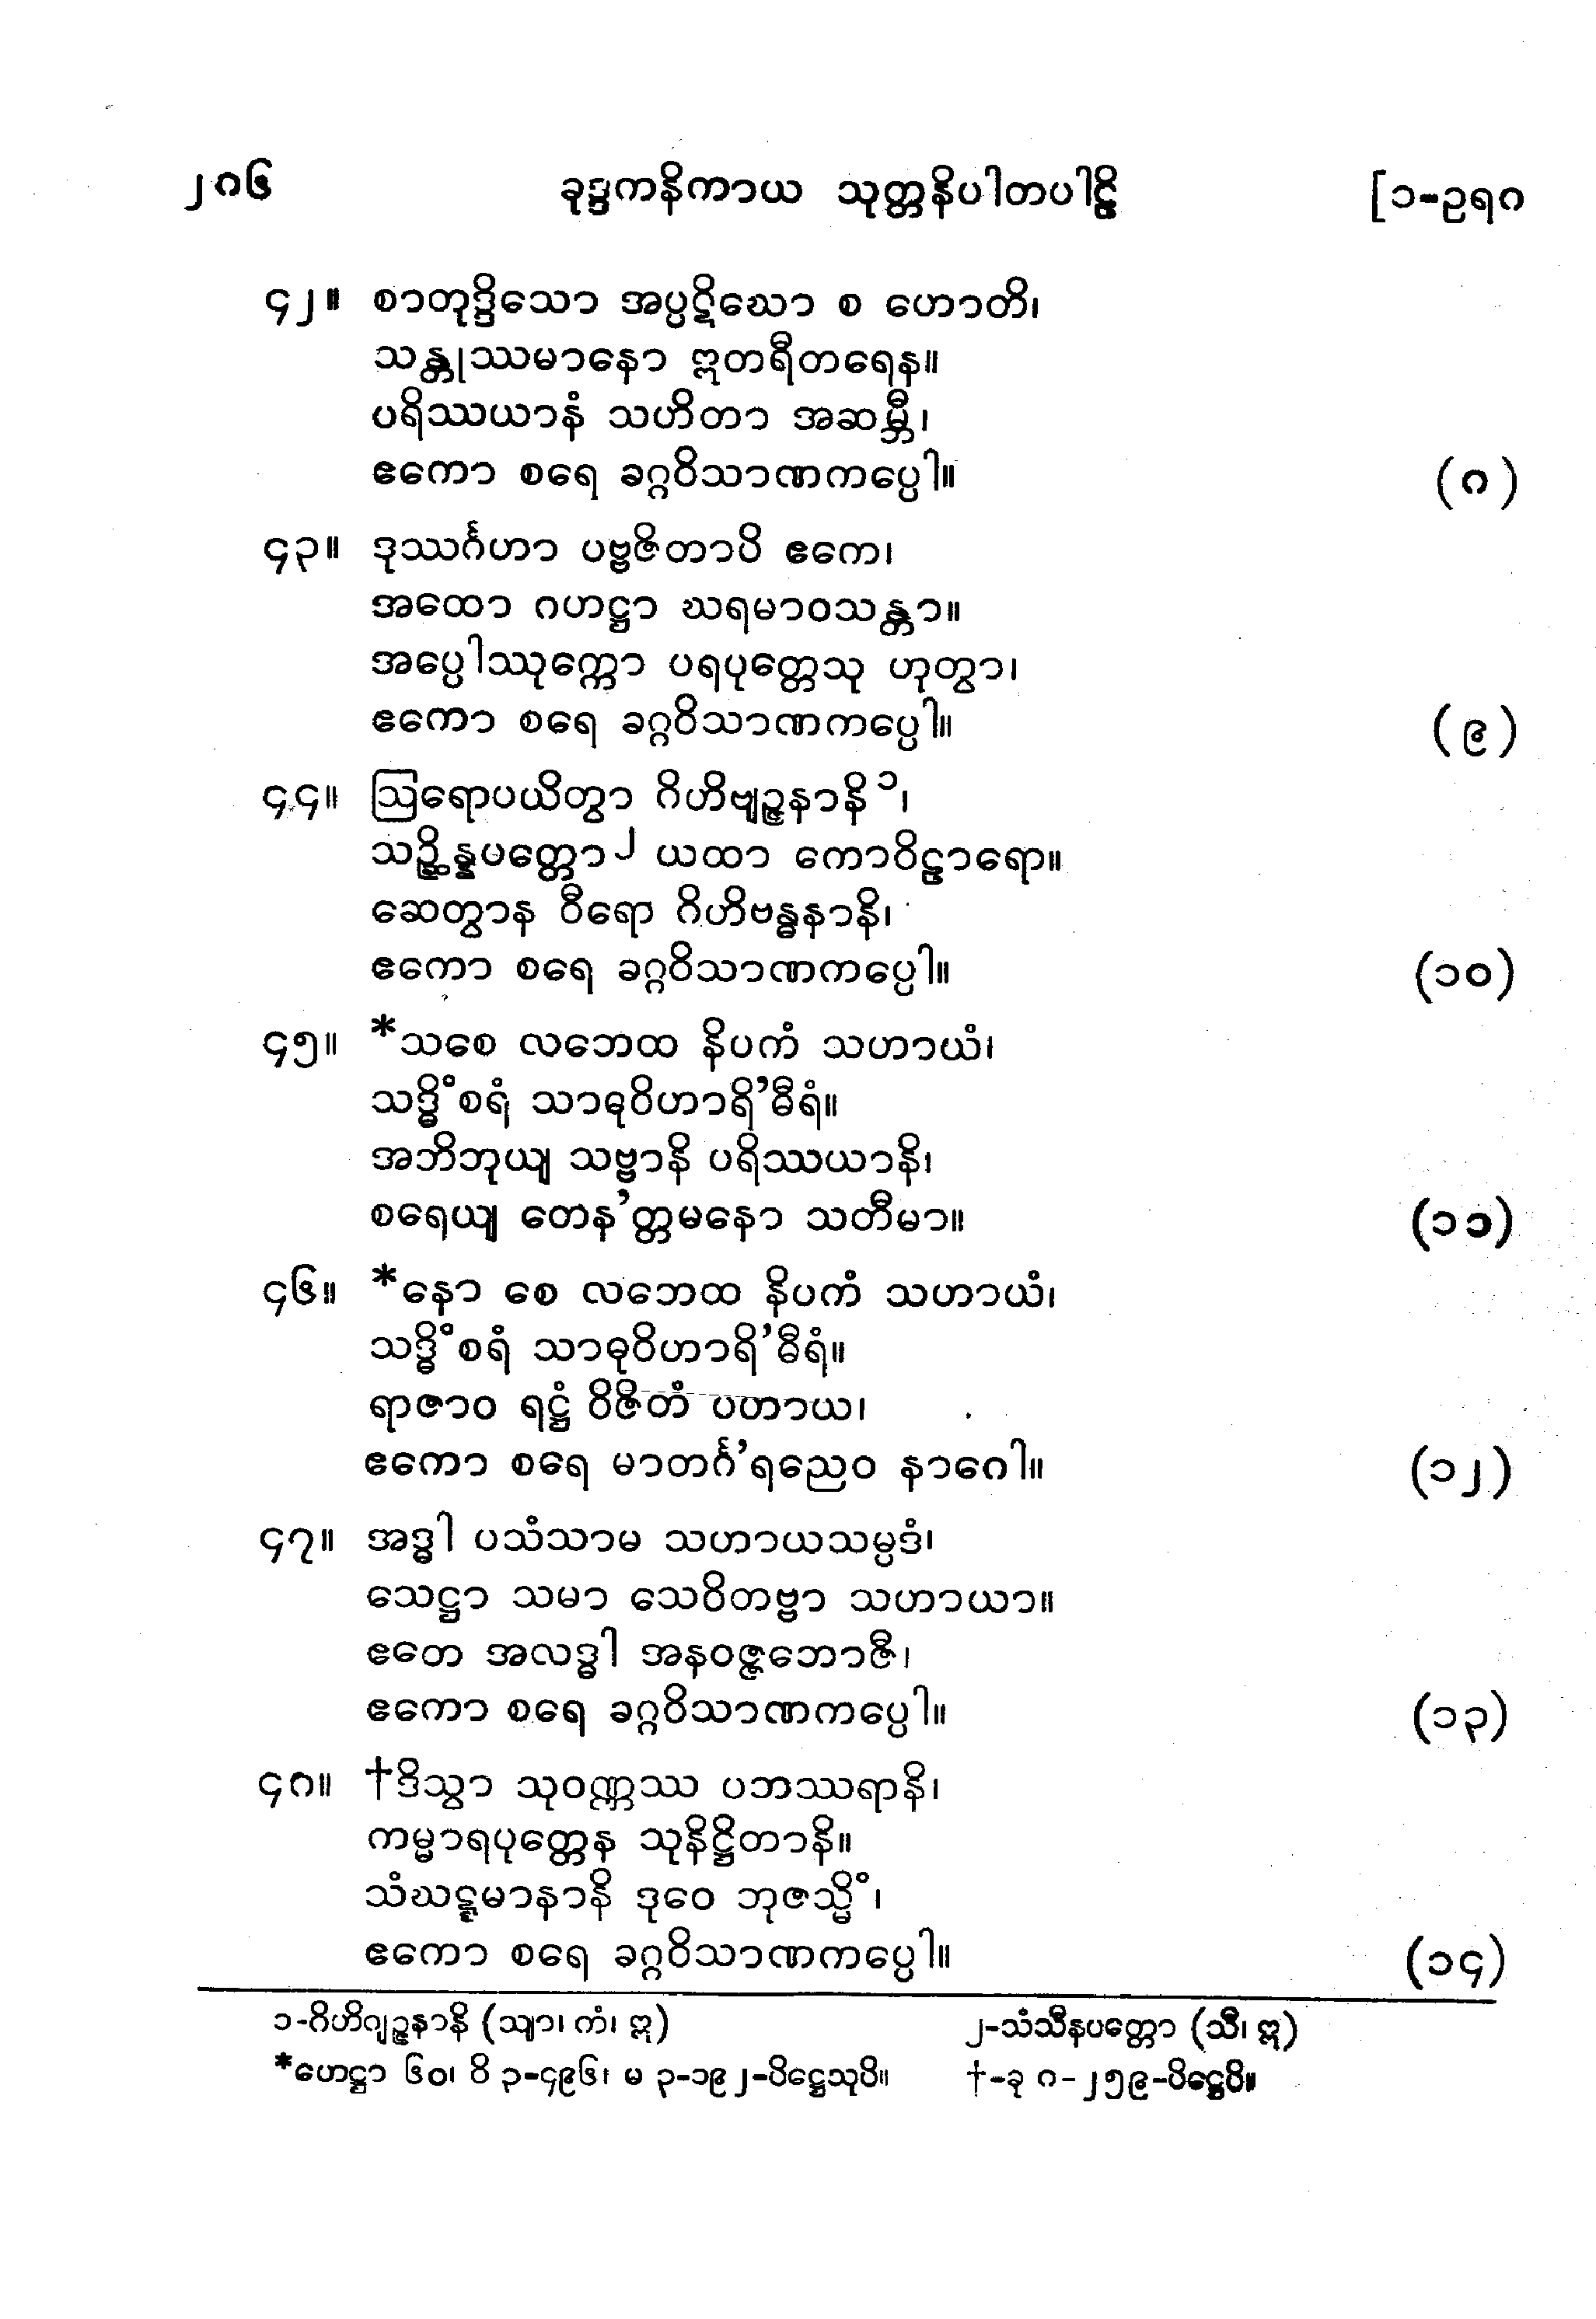 ၂၈၆ ခုဒ္ဒကနိကာယ သုတ္တနိပါတပါဠိ [၁-ဥရဂ
၄၂။ စာတုဒ္ဒိသော အပ္ပဋိဃော စ ဟောတိ၊
သန္တုဿမာနော ဣတရီတရေန။
ပရိဿယာနံ သဟိတာ အဆမ္ဘီ၊
ဧကော စရေ ခဂ္ဂဝိသာဏကပ္ပေါ။ (၈)
၄၃။ ဒုဿင်္ဂဟာ ပဗ္ဗဇိတာပိ ဧကေ၊
အထော ဂဟဋ္ဌာ ဃရမာဝသန္တာ။
အပ္ပေါဿုက္ကော ပရပုတ္တေသု ဟုတွာ၊
ဧကော စရေ ခဂ္ဂဝိသာဏကပ္ပေါ။ (၉)
၄၄။ ဩရောပယိတွာ ဂိဟိဗျဉ္ဇနာနိ၁၊
သဉ္ဆိန္နပတ္တော၂ ယထာ ကောဝိဠာရော။
ဆေတွာန ဝီရော ဂိဟိဗန္ဓနာနိ၊
ဧကော စရေ ခဂ္ဂဝိသာဏကပ္ပေါ။ (၁၀)
၄၅။ *သစေ လဘေထ နိပကံ သဟာယံ၊
သဒ္ဓိံစရံ သာဓုဝိဟာရိ’ဓီရံ။
အဘိဘုယျ သဗ္ဗာနိ ပရိဿယာနိ၊
စရေယျ တေန’တ္တမနော သတီမာ။ (၁၁)
၄၆။ *နော စေ လဘေထ နိပကံ သဟာယံ၊
သဒ္ဓိံစရံ သာဓုဝိဟာရိ’ဓီရံ။
ရာဇာဝ ရဋ္ဌံ ဝိဇိတံ ပဟာယ၊
ဧကော စရေ မာတင်္ဂ’ရညေဝ နာဂေါ။ (၁၂)
၄၇။ အဒ္ဓါ ပသံသာမ သဟာယသမ္ပဒံ၊
သေဋ္ဌာ သမာ သေဝိတဗ္ဗာ သဟာယာ။
ဧတေ အလဒ္ဓါ အနဝဇ္ဇဘောဇီ၊
ဧကော စရေ ခဂ္ဂဝိသာဏကပ္ပေါ။ (၁၃)
၄၈။ †ဒိသွာ သုဝဏ္ဏဿ ပဘဿရာနိ၊
ကမ္မာရပုတ္တေန သုနိဋ္ဌိတာနိ။
သံဃဋ္ဋမာနာနိ ဒုဝေ ဘုဇသ္မိံ၊
ဧကော စရေ ခဂ္ဂဝိသာဏကပ္ပေါ။ (၁၄)
၁-ဂိဟိဂျဉ္ဇနာနိ (သျာ၊ ကံ၊ ဣ) ၂-သံသီနပတ္တော (သီ၊ ဣ)
*ဟေဋ္ဌာ ၆၀၊ ဝိ ၃-၄၉၆၊ မ ၃-၁၉၂-ပိဋ္ဌေသုပိ။ †-ခု ၈-၂၅၉-ပိဋ္ဌေပိ။